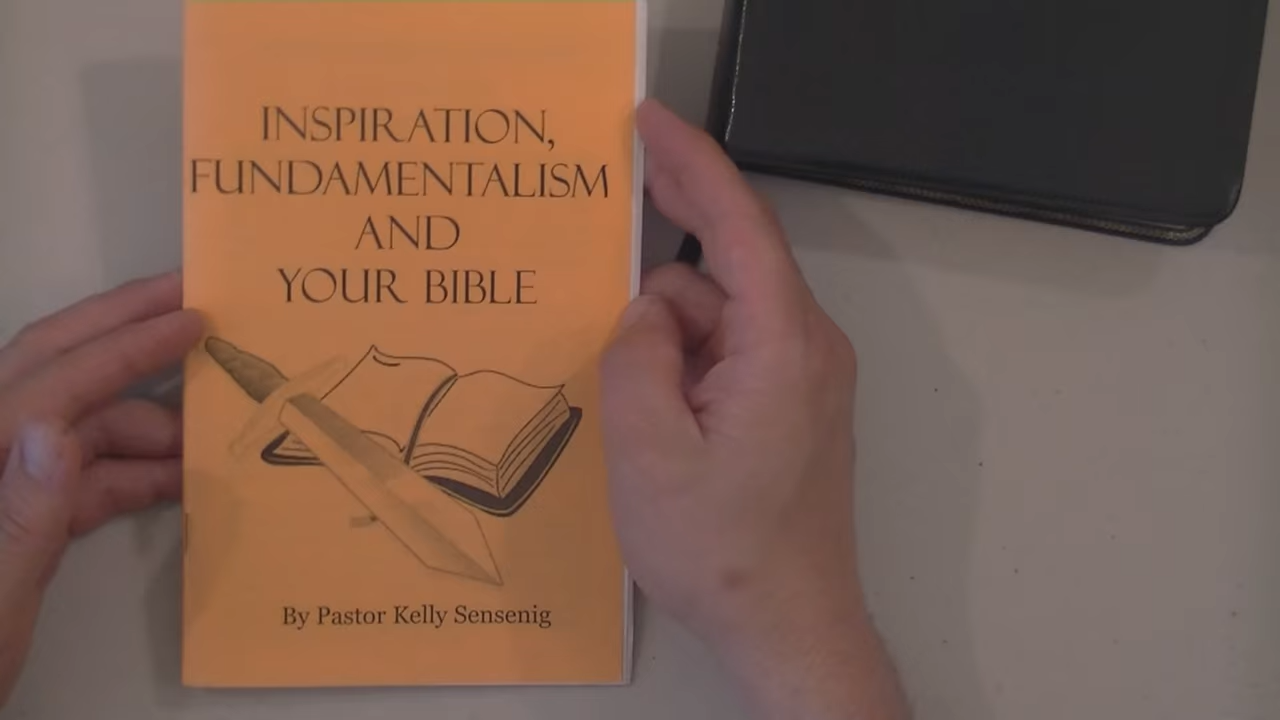 INSPIRATION,
FUNDAMENTALISM
AND
YOUR BIBLE
By Pastor Kelly Sensenig